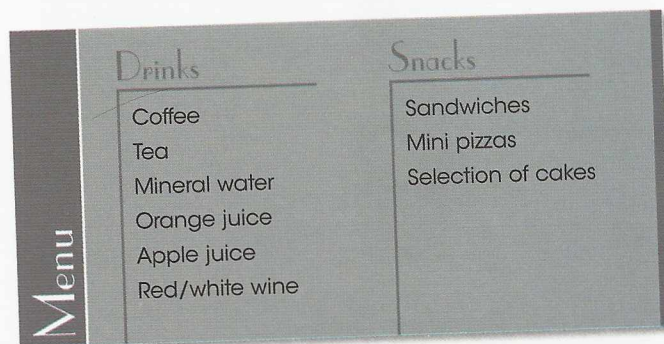 Menu
Drinks
Coffee
Tea
Mineral water
Orange juice
Apple juice
Red/white wine
Snacks
Sandwiches
Mini pizzas
Selection of cakes